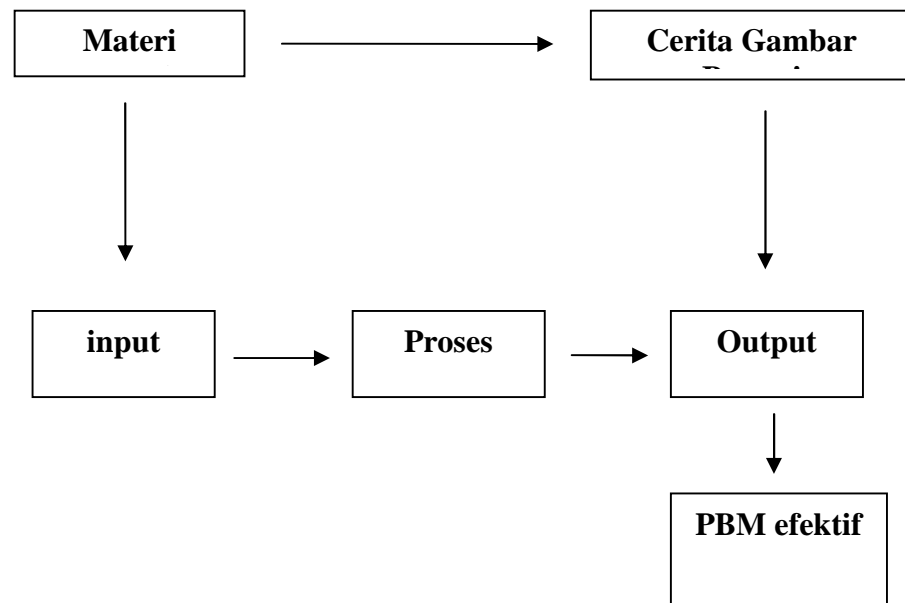 Materi
Cerita Gambar
input
Proses
Output
PBM efektif